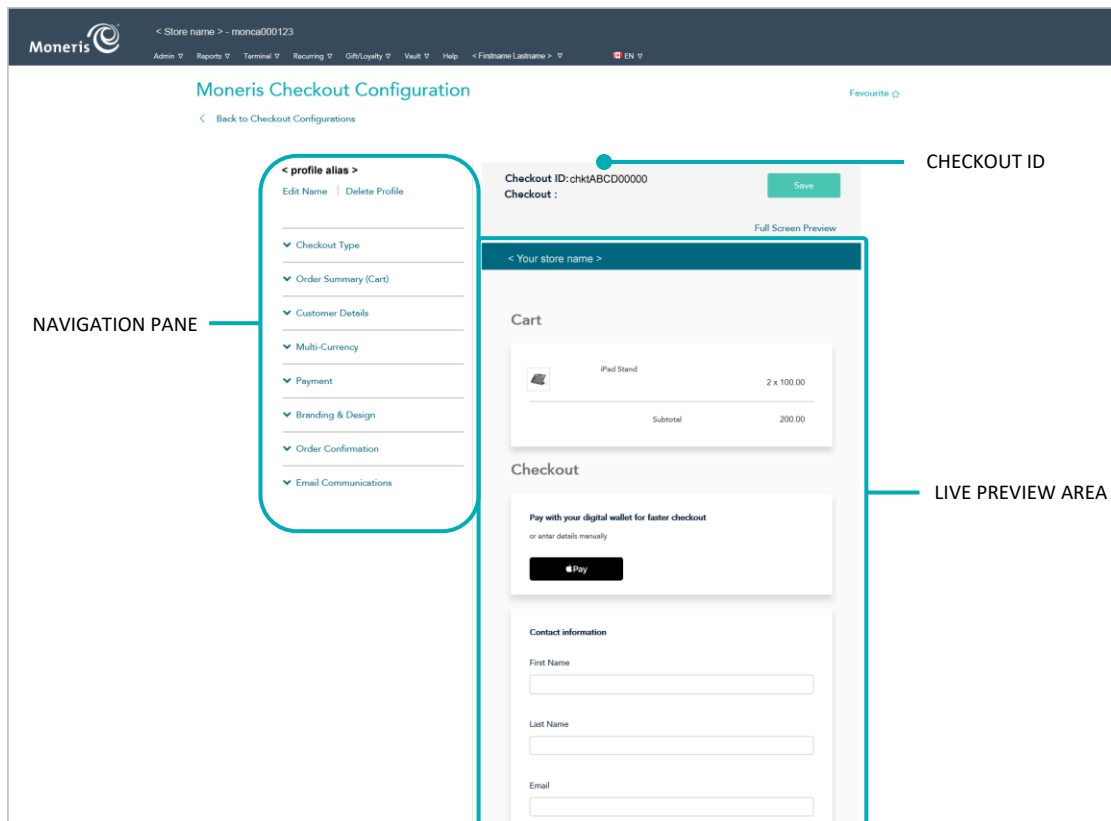 Moneris
< Store name > - monca000123
Admin Reports Terminal Recurring Gift/Loyalty Vault Help < Firstname Lastname > EN
Moneris Checkout Configuration
Favourite
Back to Checkout Configurations
NAVIGATION PANE
< profile alias >
Edit Name | Delete Profile
Checkout Type
Order Summary (Cart)
Customer Details
Multi-Currency
Payment
Branding & Design
Order Confirmation
Email Communications
CHECKOUT ID
Checkout ID: chktABCD00000
Checkout :
Save
Full Screen Preview
< Your store name >
Cart
iPad Stand
2 x 100.00
Subtotal 200.00
Checkout
LIVE PREVIEW AREA
Pay with your digital wallet for faster checkout
or enter details manually
Pay
Contact information
First Name
Last Name
Email